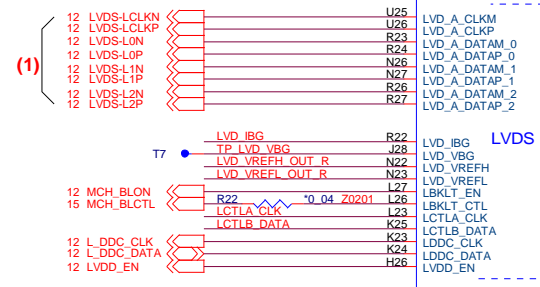 12 LVDS-LCLKN U25 LVD_A_CLKM
12 LVDS-LCLKP U26 LVD_A_CLKP
12 LVDS-L0N R23 LVD_A_DATAM_0
12 LVDS-L0P R24 LVD_A_DATAP_0
(1)
12 LVDS-L1N N26 LVD_A_DATAM_1
12 LVDS-L1P N27 LVD_A_DATAP_1
12 LVDS-L2N R26 LVD_A_DATAM_2
12 LVDS-L2P R27 LVD_A_DATAP_2
LVD_IBG R22 LVD_IBG LVDS
T7 TP_LVD_VBG J28 LVD_VBG
LVD_VREFH_OUT_R N22 LVD_VREFH
LVD_VREFL_OUT_R N23 LVD_VREFL
12 MCH_BLON L27 LBKLT_EN
15 MCH_BLCTL R22 *0_04 Z0201 L26 LBKLT_CTL
LCTLA_CLK L23 LCTLA_CLK
LCTLB_DATA K25 LCTLB_DATA
12 L_DDC_CLK K23 LDDC_CLK
12 L_DDC_DATA K24 LDDC_DATA
12 LVDD_EN H26 LVDD_EN